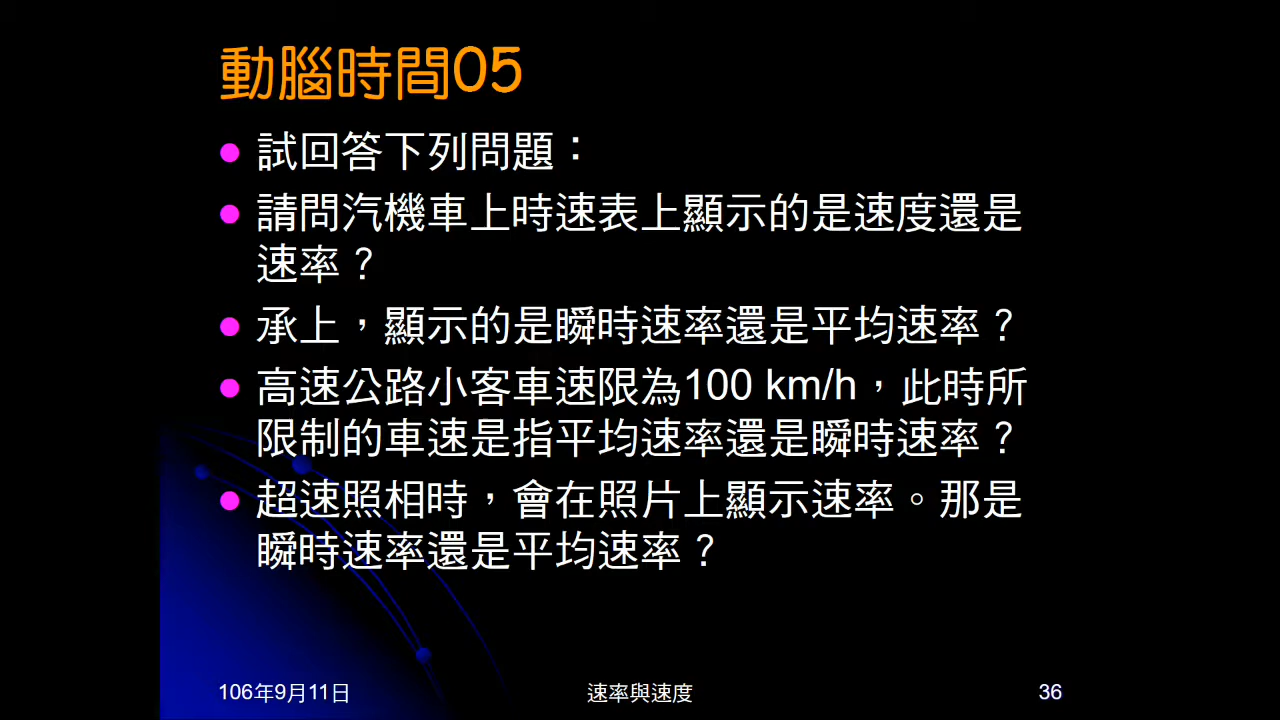 動腦時間05
試回答下列問題：
請問汽機車上時速表上顯示的是速度還是
速率？
承上，顯示的是瞬時速率還是平均速率？
高速公路小客車速限為100 km/h，此時所
限制的車速是指平均速率還是瞬時速率？
超速照相時，會在照片上顯示速率。那是
瞬時速率還是平均速率？
106年9月11日
速率與速度
36